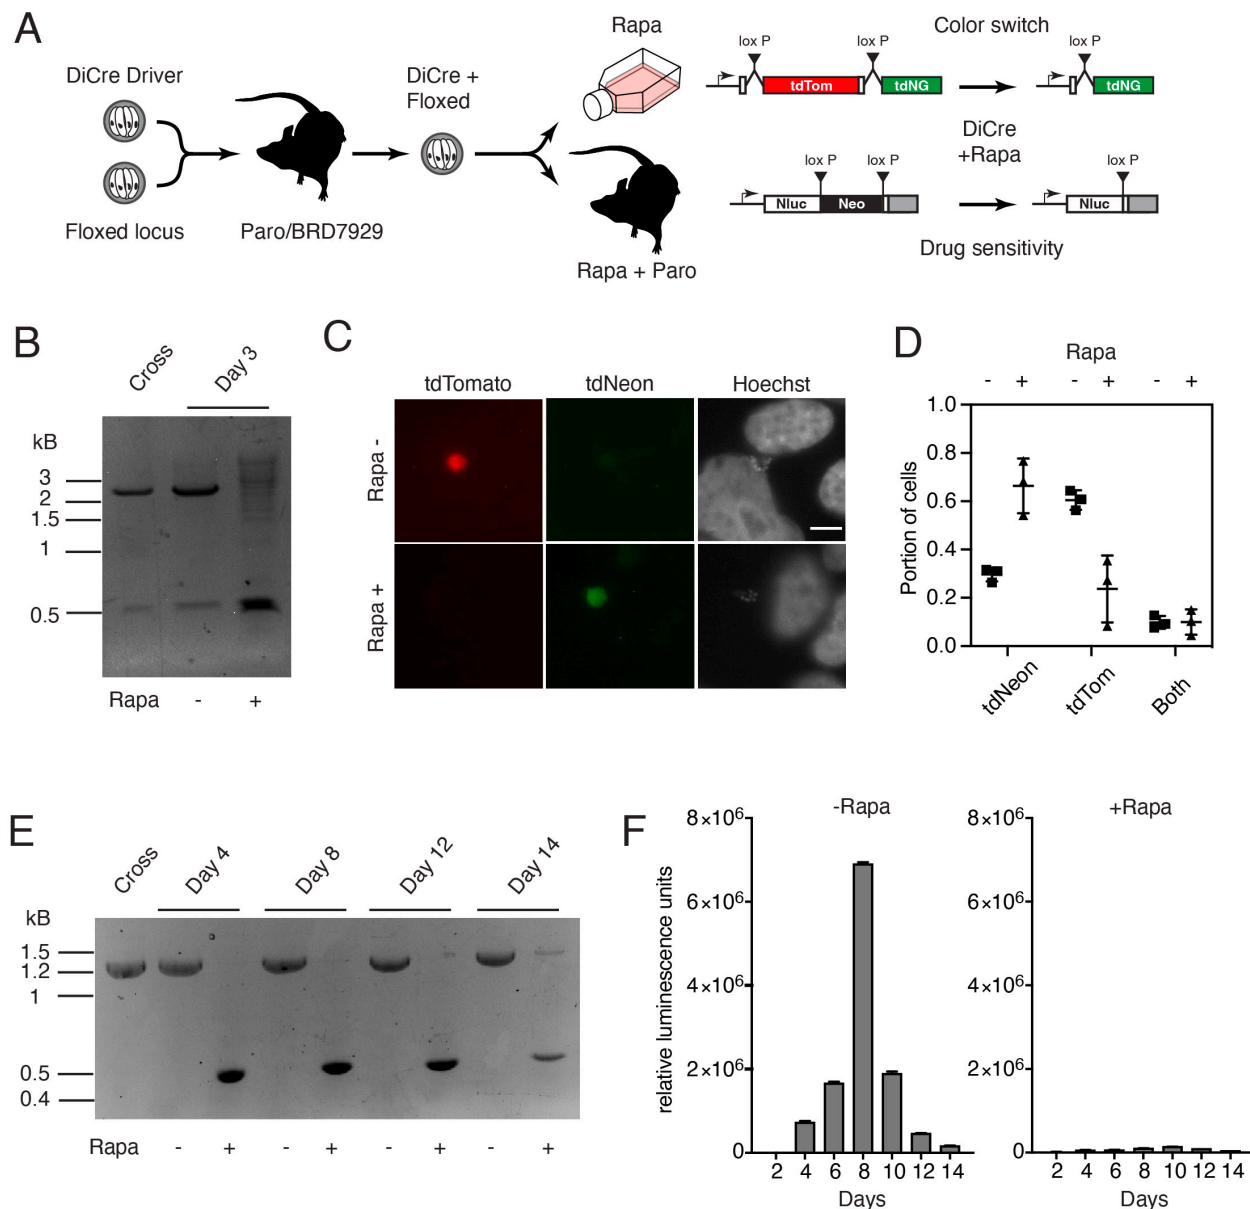 A
DiCre Driver
Floxed locus
Paro/BRD7929
DiCre +
Floxed
Rapa
Rapa + Paro
Color switch
lox P
lox P
lox P
tdTom
tdNG
tdNG
DiCre
+Rapa
lox P
lox P
lox P
Nluc
Neo
Nluc
Drug sensitivity
B
Cross
Day 3
kB
3
2
1.5
1
0.5
Rapa - +
C
tdTomato tdNeon Hoechst
Rapa -
Rapa +
D
Rapa
- + - + - +
Portion of cells
1.0
0.8
0.6
0.4
0.2
0.0
tdNeon
tdTom
Both
E
Cross
Day 4
Day 8
Day 12
Day 14
kB
1.5
1.2
1
0.5
0.4
Rapa - + - + - + - +
F
-Rapa
relative luminescence units
8×10⁶
6×10⁶
4×10⁶
2×10⁶
0
2 4 6 8 10 12 14
Days
+Rapa
8×10⁶
6×10⁶
4×10⁶
2×10⁶
0
2 4 6 8 10 12 14
Days